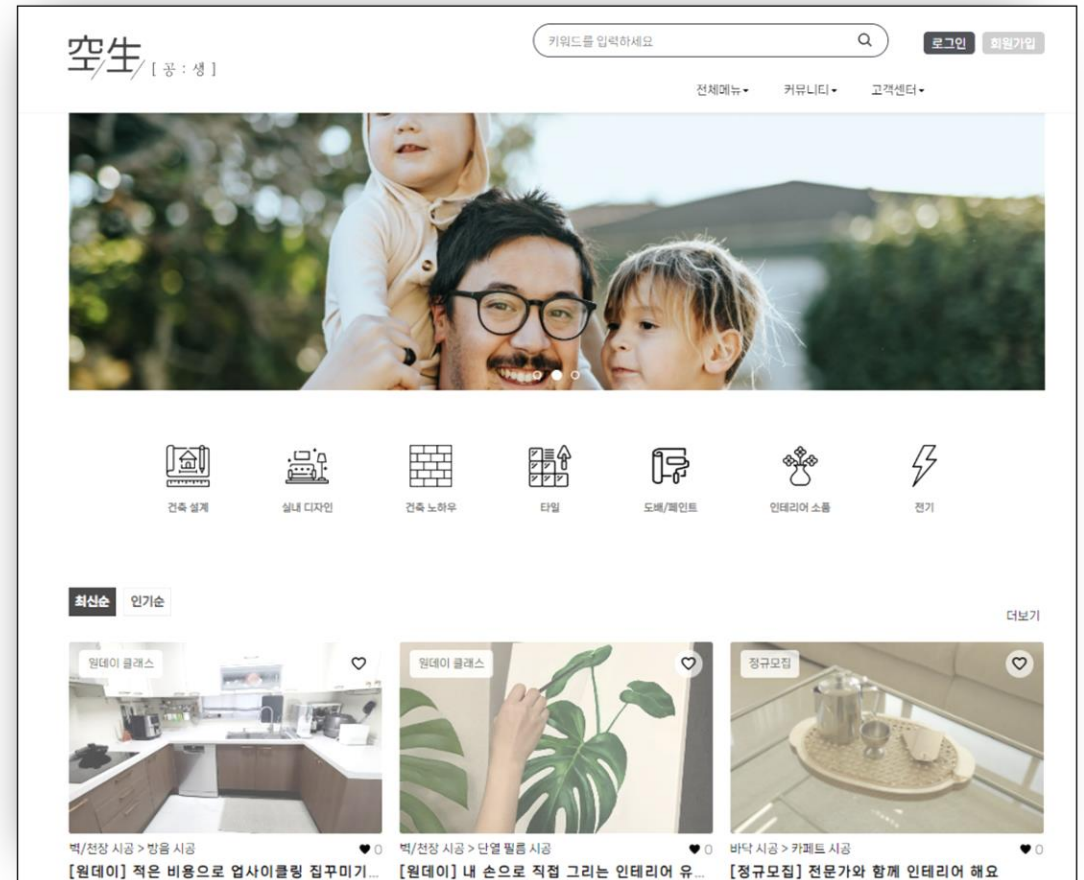 空生 [ 공 : 생 ]
키워드를 입력하세요
로그인 회원가입
전체메뉴 커뮤니티 고객센터
건축 설계 실내 디자인 건축 노하우 타일 도배/페인트 인테리어 소품 전기
최신순 인기순
더보기
원데이 클래스 원데이 클래스 정규모집
벽/천장 시공 > 방음 시공 0 벽/천장 시공 > 단열 필름 시공 0 바닥 시공 > 카페트 시공 0
[원데이] 적은 비용으로 업사이클링 집꾸미기... [원데이] 내 손으로 직접 그리는 인테리어 유... [정규모집] 전문가와 함께 인테리어 해요